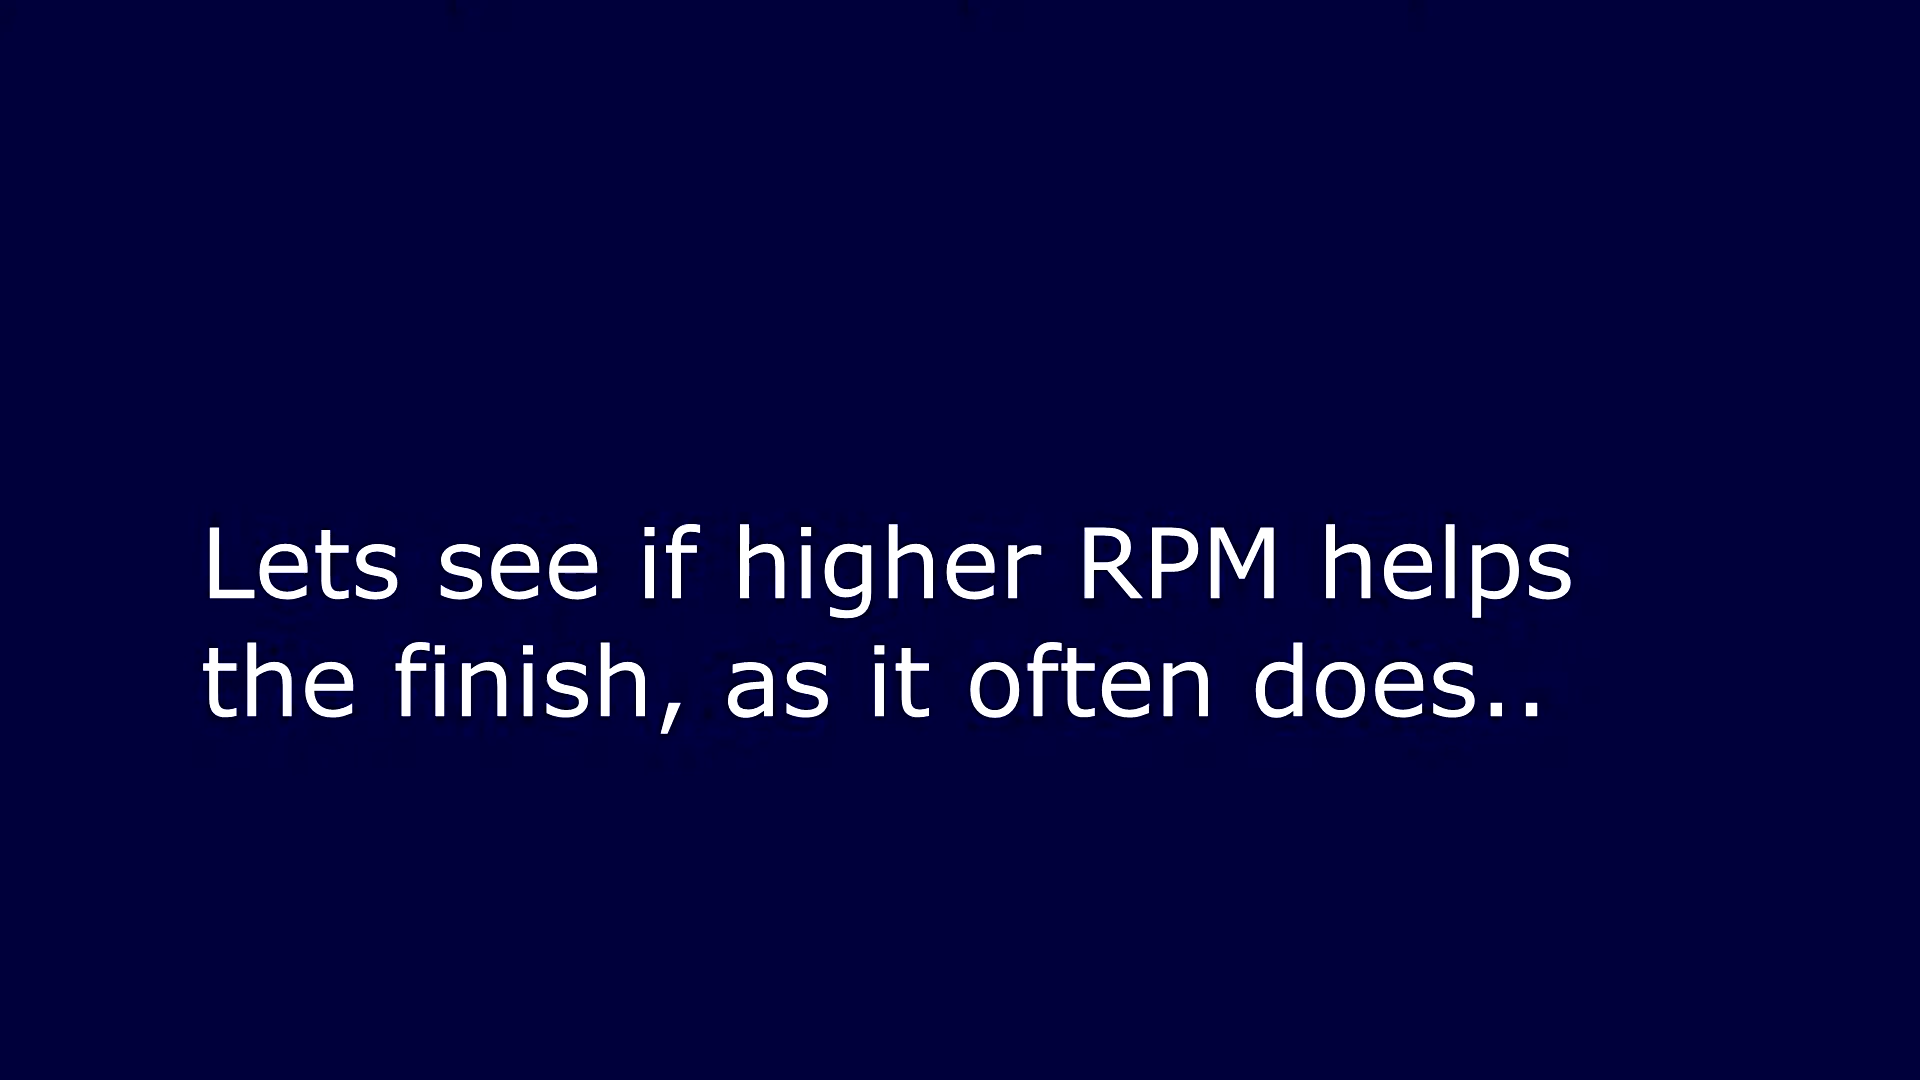 Lets see if higher RPM helps
the finish, as it often does..